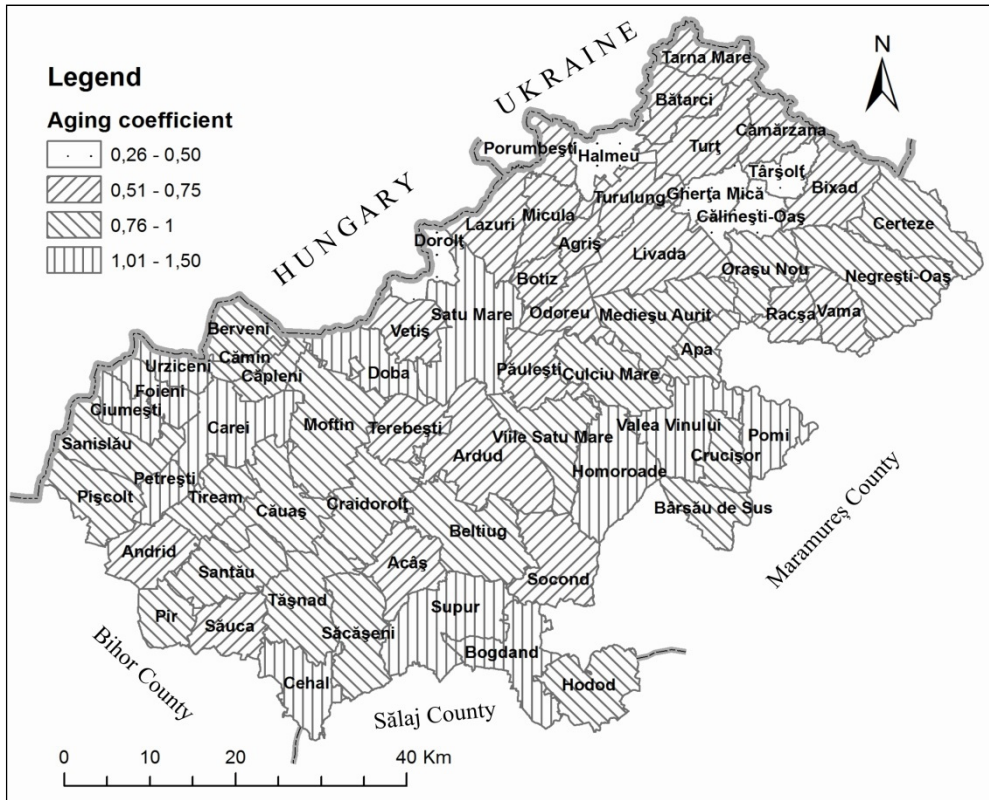 Legend
Aging coefficient
0,26 - 0,50
0,51 - 0,75
0,76 - 1
1,01 - 1,50
UKRAINE
HUNGARY
N
Tarna Mare
Bătarci
Cămărzana
Turţ
Porumbeşti
Halmeu
Târşolţ
Bixad
Turulung
Gherţa Mică
Certeze
Călineşti-Oaş
Micula
Lazuri
Dorolţ
Agriş
Livada
Oraşu Nou
Negreşti-Oaş
Botiz
Satu Mare
Odoreu
Medieşu Aurit
Racşa
Vama
Vetiş
Berveni
Cămin
Apa
Urziceni
Căpleni
Doba
Păuleşti
Culciu Mare
Foieni
Ciumeşti
Carei
Moftin
Terebeşti
Viile Satu Mare
Valea Vinului
Pomi
Sanislău
Ardud
Crucişor
Homoroade
Petreşti
Pişcolt
Tiream
Căuaş
Craidorolţ
Bârsău de Sus
Beltiug
Andrid
Acâş
Santău
Socond
Tăşnad
Supur
Pir
Săuca
Săcăşeni
Bogdand
Cehal
Hodod
Maramureş County
Bihor County
Sălaj County
0 10 20 40 Km